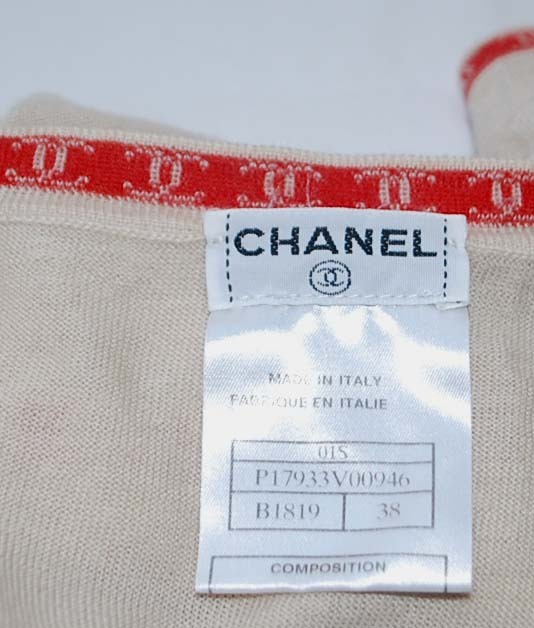 CHANEL
MADE IN ITALY
FABRIQUE EN ITALIE
01S
P17933V00946
B1819 38
COMPOSITION